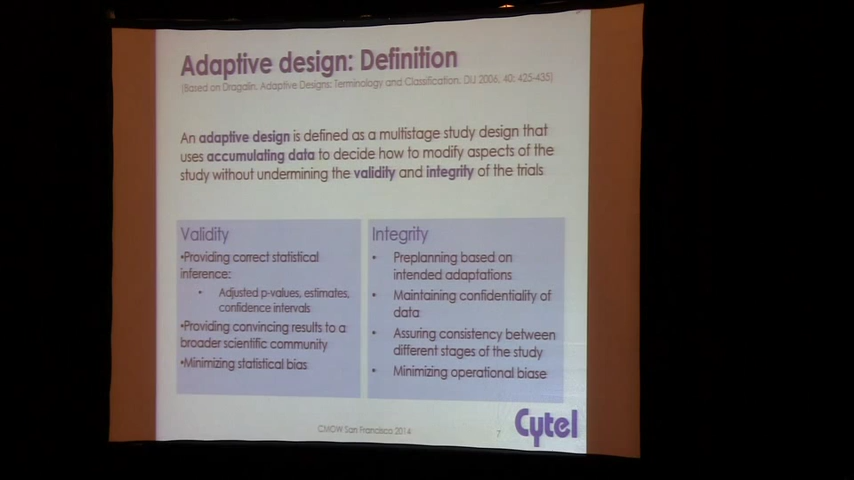 Adaptive design: Definition
(Based on Dragalin. Adaptive Designs: Terminology and Classification. DIJ 2006; 40: 425-435)
An adaptive design is defined as a multistage study design that
uses accumulating data to decide how to modify aspects of the
study without undermining the validity and integrity of the trials
Validity
•Providing correct statistical
inference:
• Adjusted p-values, estimates,
confidence intervals
•Providing convincing results to a
broader scientific community
•Minimizing statistical bias
Integrity
• Preplanning based on
intended adaptations
• Maintaining confidentiality of
data
• Assuring consistency between
different stages of the study
• Minimizing operational biase
CMOW San Francisco 2014
7
Cytel